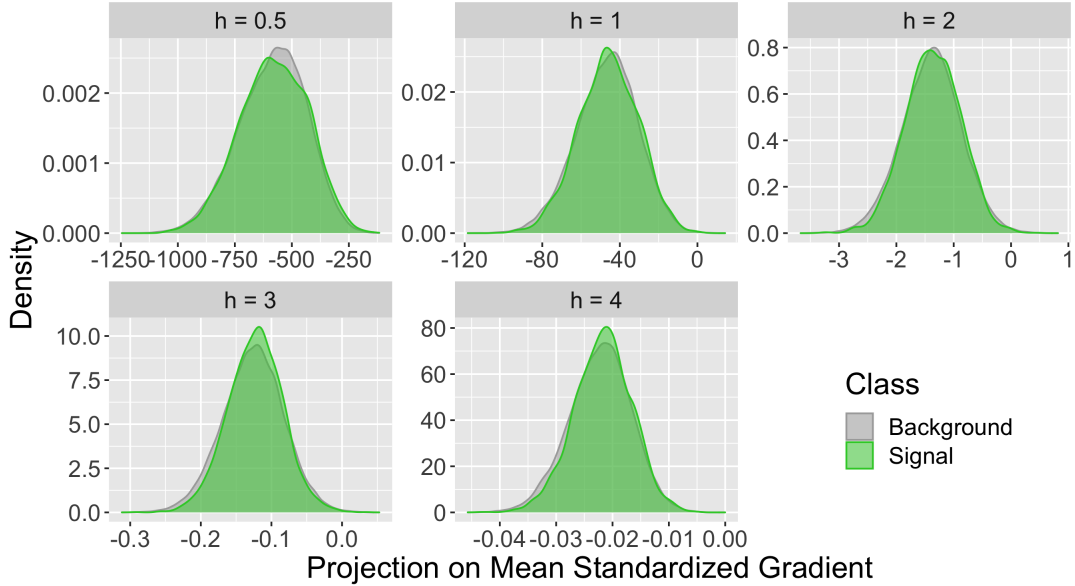 h = 0.5
h = 1
h = 2
0.002
0.001
0.000
-1250 -1000 -750 -500 -250
0.02
0.01
0.00
-120 -80 -40 0
0.8
0.6
0.4
0.2
0.0
-3 -2 -1 0 1
Density
h = 3
h = 4
10.0
7.5
5.0
2.5
0.0
-0.3 -0.2 -0.1 0.0
80
60
40
20
0
-0.04 -0.03 -0.02 -0.01 0.00
Projection on Mean Standardized Gradient
Class
Background
Signal